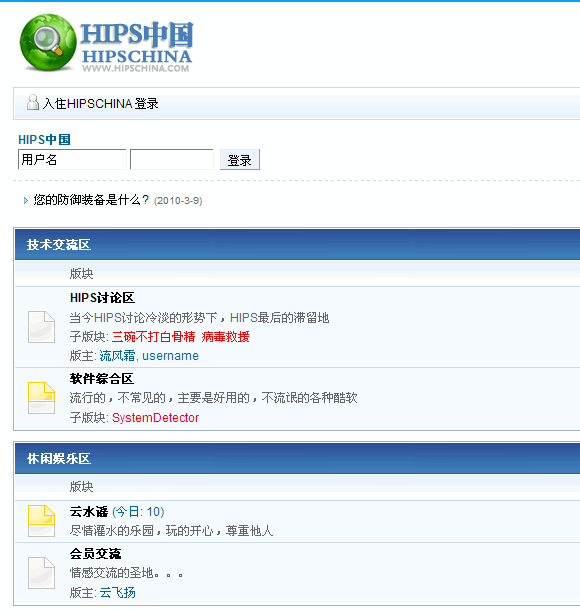 HIPS中国
HIPSCHINA
WWW.HIPSCHINA.COM
入住HIPSCHINA 登录
HIPS中国
用户名 登录
您的防御装备是什么? (2010-3-9)
技术交流区
版块
HIPS讨论区
当今HIPS讨论冷淡的形势下，HIPS最后的滞留地
子版块: 三碗不打白骨精 病毒救援
版主: 流风霜, username
软件综合区
流行的，不常见的，主要是好用的，不流氓的各种酷软
子版块: SystemDetector
休闲娱乐区
版块
云水谣 (今日: 10)
尽情灌水的乐园，玩的开心，尊重他人
会员交流
情感交流的圣地。。。
版主: 云飞扬